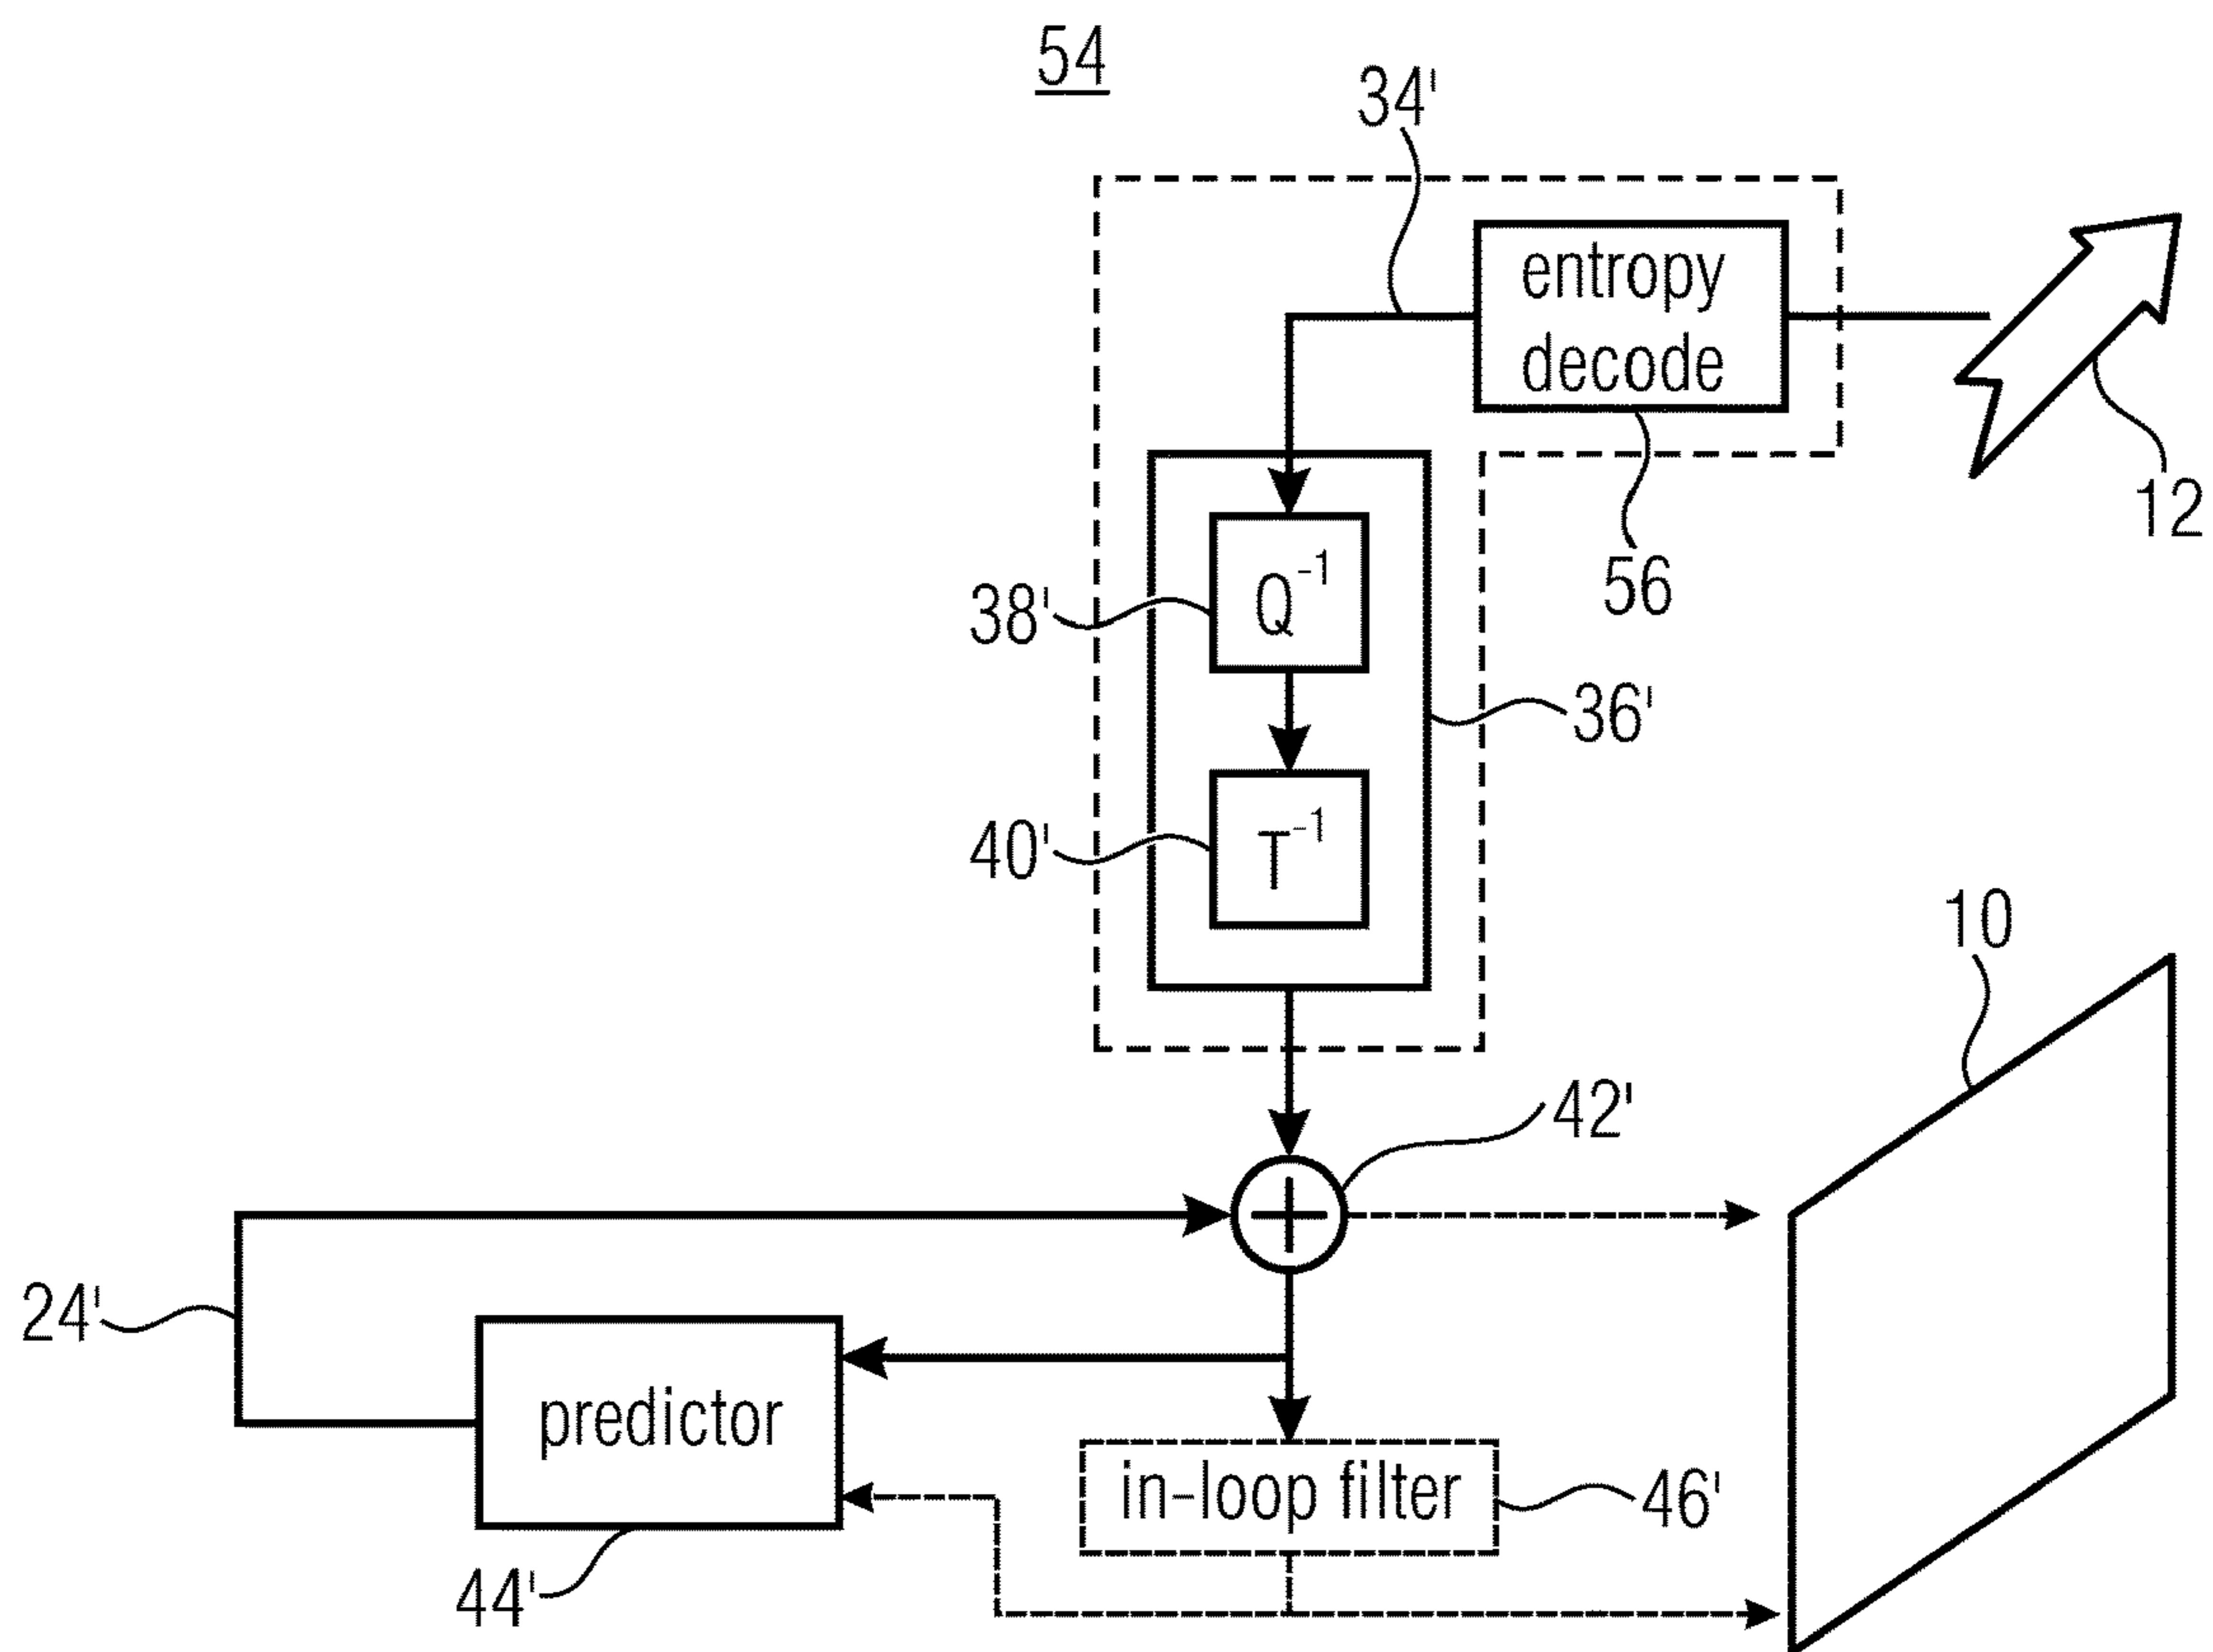 54
34'
entropy
decode
12
56
Q⁻¹
38'
36'
T⁻¹
40'
10
42'
24'
predictor
in-loop filter
46'
44'